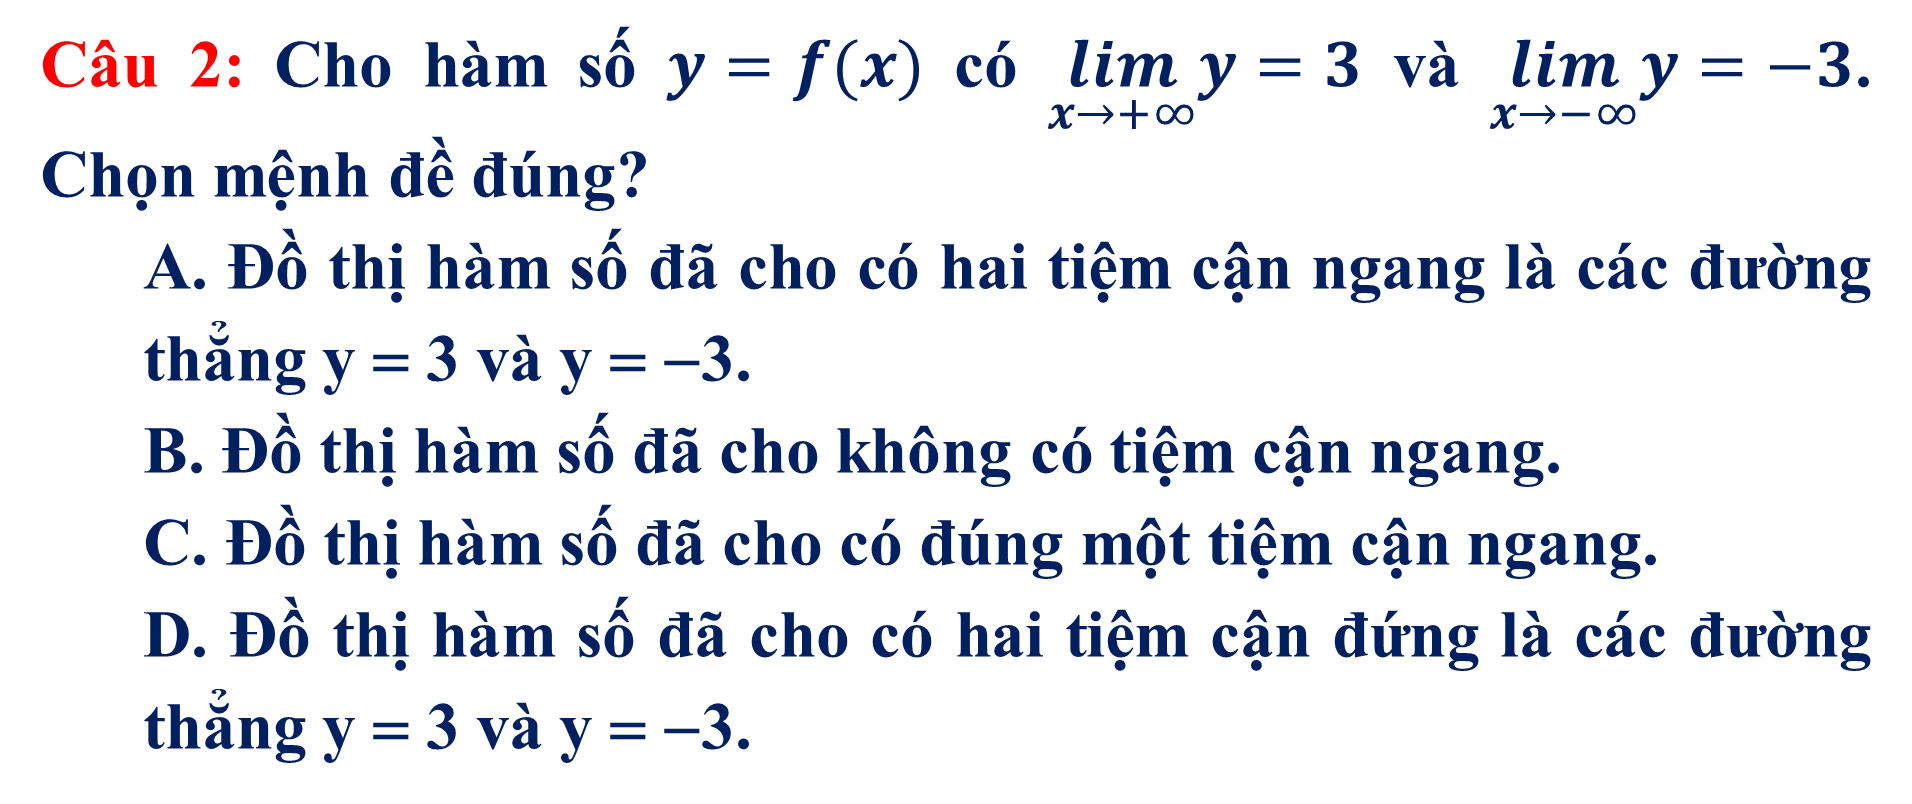 Câu 2: Cho hàm số y = f(x) có lim y = 3 và lim y = −3.
x→+∞ x→−∞
Chọn mệnh đề đúng?
A. Đồ thị hàm số đã cho có hai tiệm cận ngang là các đường
thẳng y = 3 và y = −3.
B. Đồ thị hàm số đã cho không có tiệm cận ngang.
C. Đồ thị hàm số đã cho có đúng một tiệm cận ngang.
D. Đồ thị hàm số đã cho có hai tiệm cận đứng là các đường
thẳng y = 3 và y = −3.